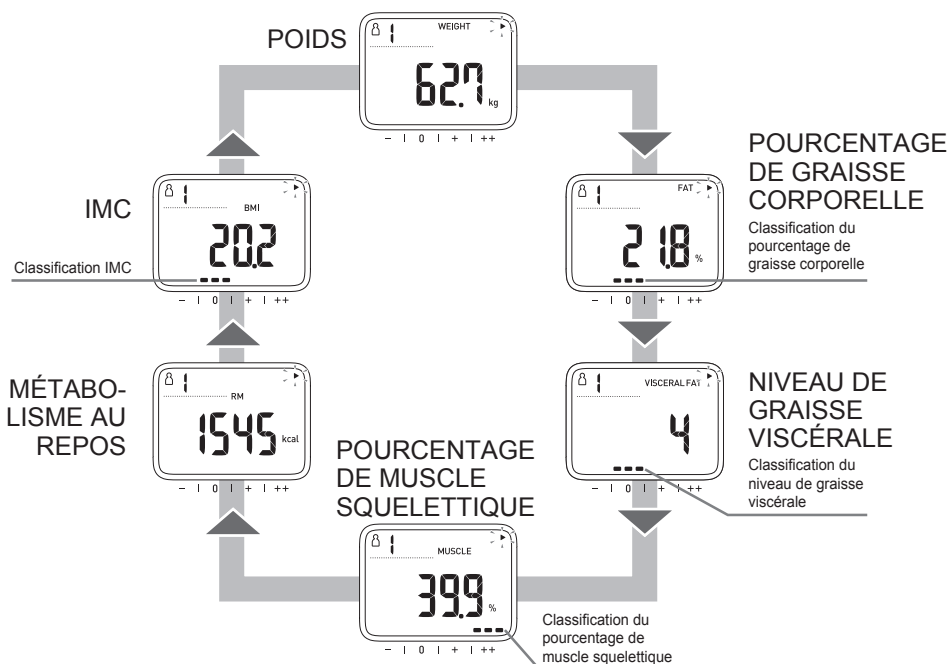 POIDS
1 WEIGHT
62.7 kg
- | 0 | + | ++
POURCENTAGE
DE GRAISSE
CORPORELLE
Classification du
pourcentage de
graisse corporelle
1 FAT
21.8 %
- | 0 | + | ++
NIVEAU DE
GRAISSE
VISCÉRALE
Classification du
niveau de graisse
viscérale
1 VISCERAL FAT
4
- | 0 | + | ++
POURCENTAGE
DE MUSCLE
SQUELETTIQUE
1 MUSCLE
39.9 %
- | 0 | + | ++
Classification du
pourcentage de
muscle squelettique
MÉTABO-
LISME AU
REPOS
1 RM
1545 kcal
- | 0 | + | ++
IMC
Classification IMC
1 BMI
20.2
- | 0 | + | ++